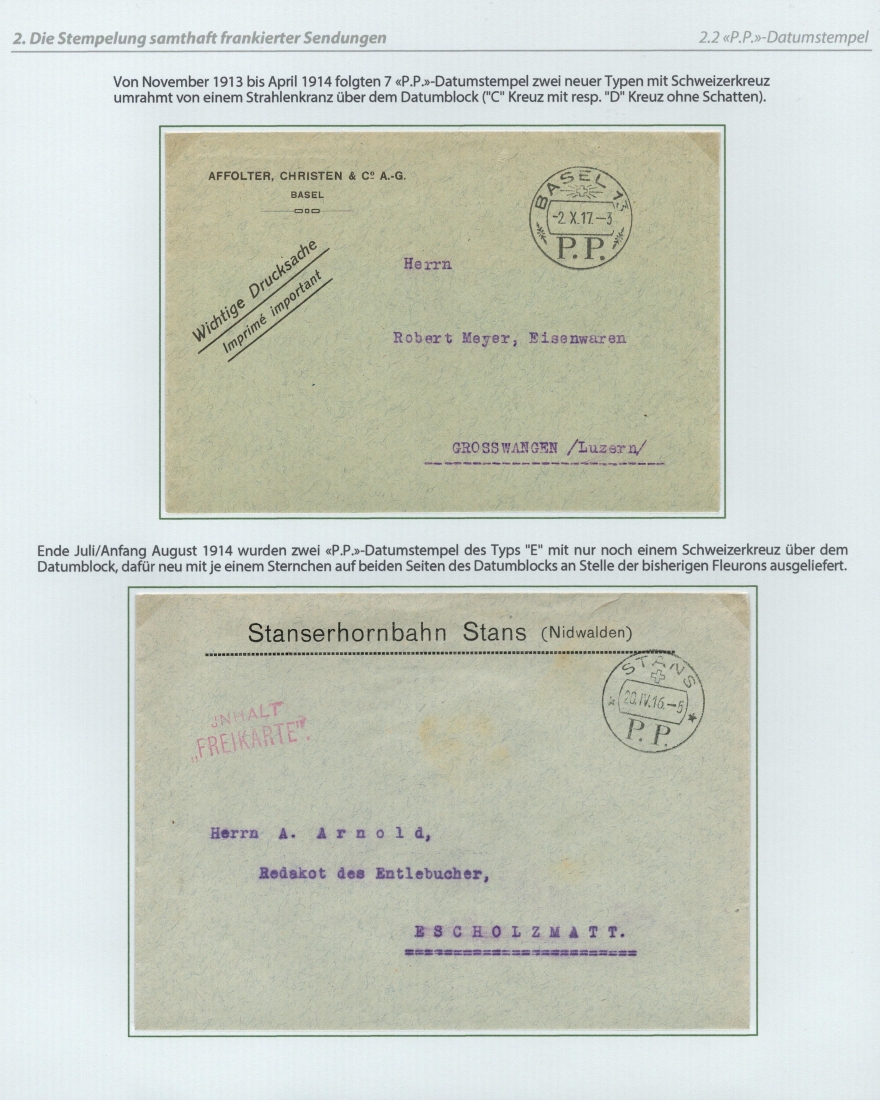 2. Die Stempelung samthaft frankierter Sendungen
2.2 «P.P.»-Datumstempel
Von November 1913 bis April 1914 folgten 7 «P.P.»-Datumstempel zwei neuer Typen mit Schweizerkreuz
umrahmt von einem Strahlenkranz über dem Datumblock ("C" Kreuz mit resp. "D" Kreuz ohne Schatten).
AFFOLTER, CHRISTEN & Cº A.-G.
BASEL
BASEL 13
-2.X.17.-3
P.P.
Wichtige Drucksache
Imprimé important
Herrn
Robert Meyer, Eisenwaren
GROSSWANGEN /Luzern/
Ende Juli/Anfang August 1914 wurden zwei «P.P.»-Datumstempel des Typs "E" mit nur noch einem Schweizerkreuz über dem
Datumblock, dafür neu mit je einem Sternchen auf beiden Seiten des Datumblocks an Stelle der bisherigen Fleurons ausgeliefert.
Stanserhornbahn Stans (Nidwalden)
STANS
20.IV.16.-5
P.P.
INHALT
„FREIKARTE".
Herrn A. Arnold,
Redakot des Entlebucher,
ESCHOLZMATT.